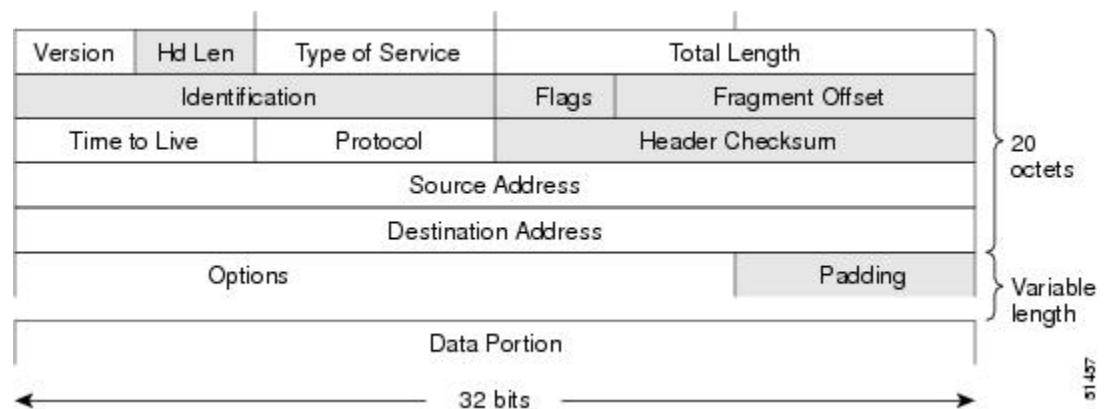 Version Hd Len Type of Service Total Length
Identification Flags Fragment Offset
Time to Live Protocol Header Checksum
20
octets
Source Address
Destination Address
Options Padding
Variable
length
Data Portion
32 bits
51457